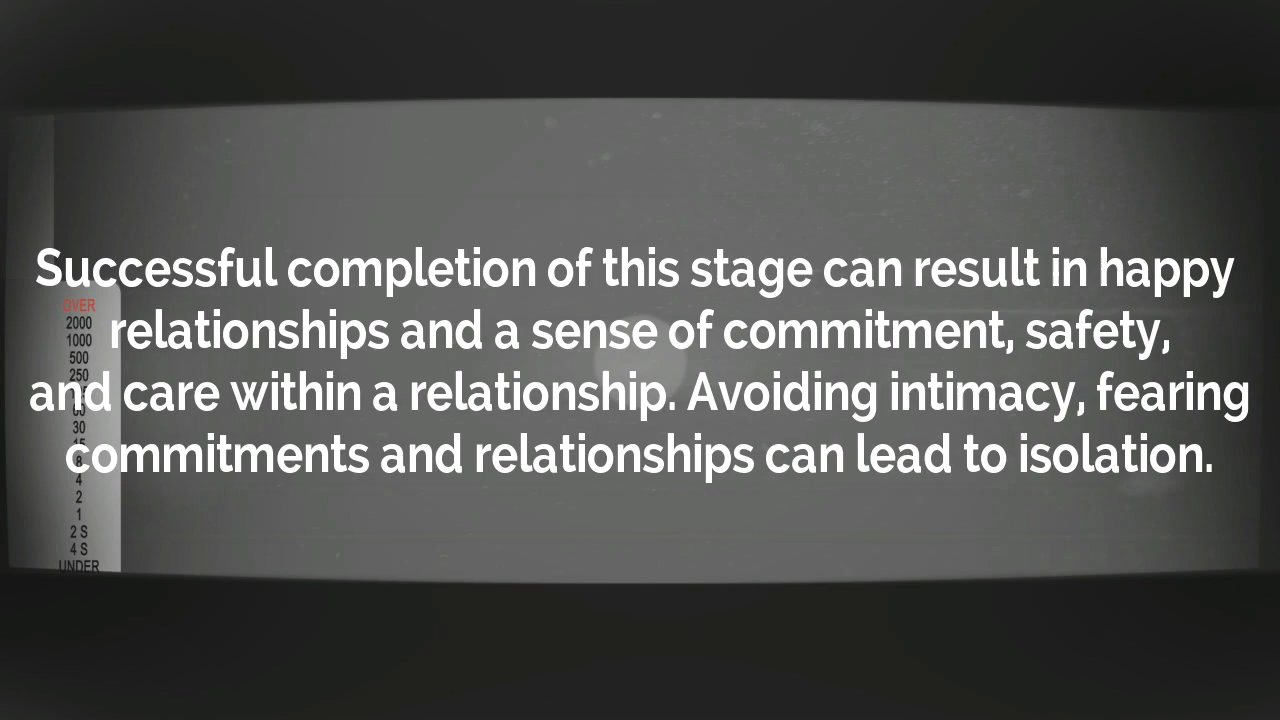 Successful completion of this stage can result in happy
relationships and a sense of commitment, safety,
and care within a relationship. Avoiding intimacy, fearing
commitments and relationships can lead to isolation.
OVER
2000
1000
500
250
30
8
4
2
1
2 S
4 S
UNDER